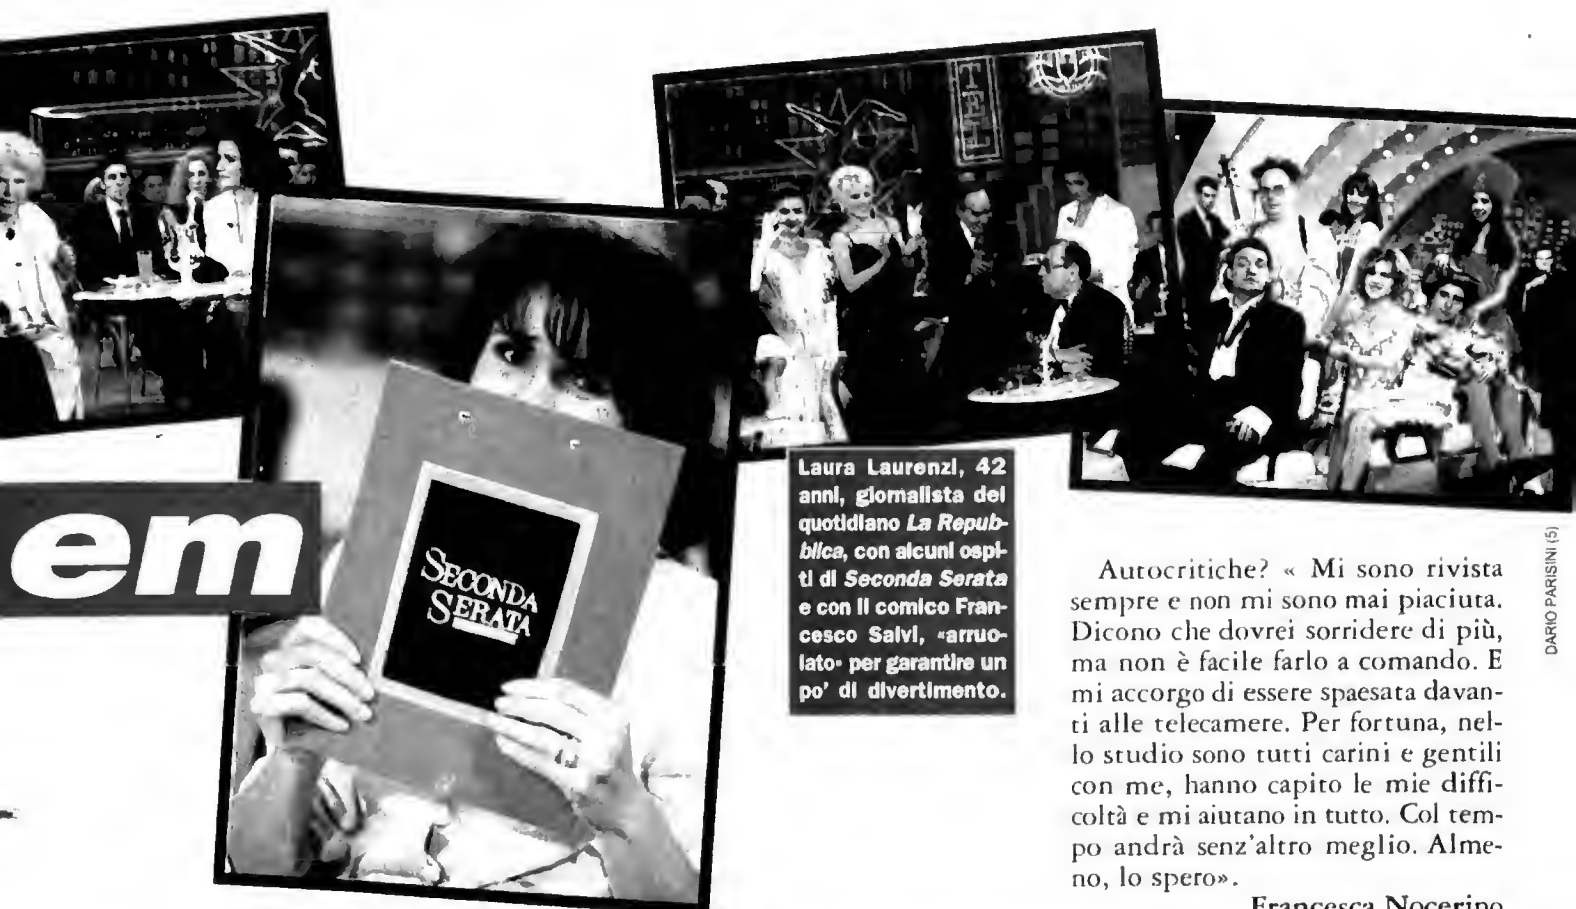 TEL
em
SECONDA
SERATA
Laura Laurenzi, 42
anni, giornalista del
quotidiano La Repub-
blica, con alcuni ospi-
ti di Seconda Serata
e con il comico Fran-
cesco Salvi, «arruo-
lato» per garantire un
po' di divertimento.
Autocritiche? « Mi sono rivista
sempre e non mi sono mai piaciuta.
Dicono che dovrei sorridere di più,
ma non è facile farlo a comando. E
mi accorgo di essere spaesata davan-
ti alle telecamere. Per fortuna, nel-
lo studio sono tutti carini e gentili
con me, hanno capito le mie diffi-
coltà e mi aiutano in tutto. Col tem-
po andrà senz'altro meglio. Alme-
no, lo spero».
Francesca Nocerino
DARIO PARISINI (5)